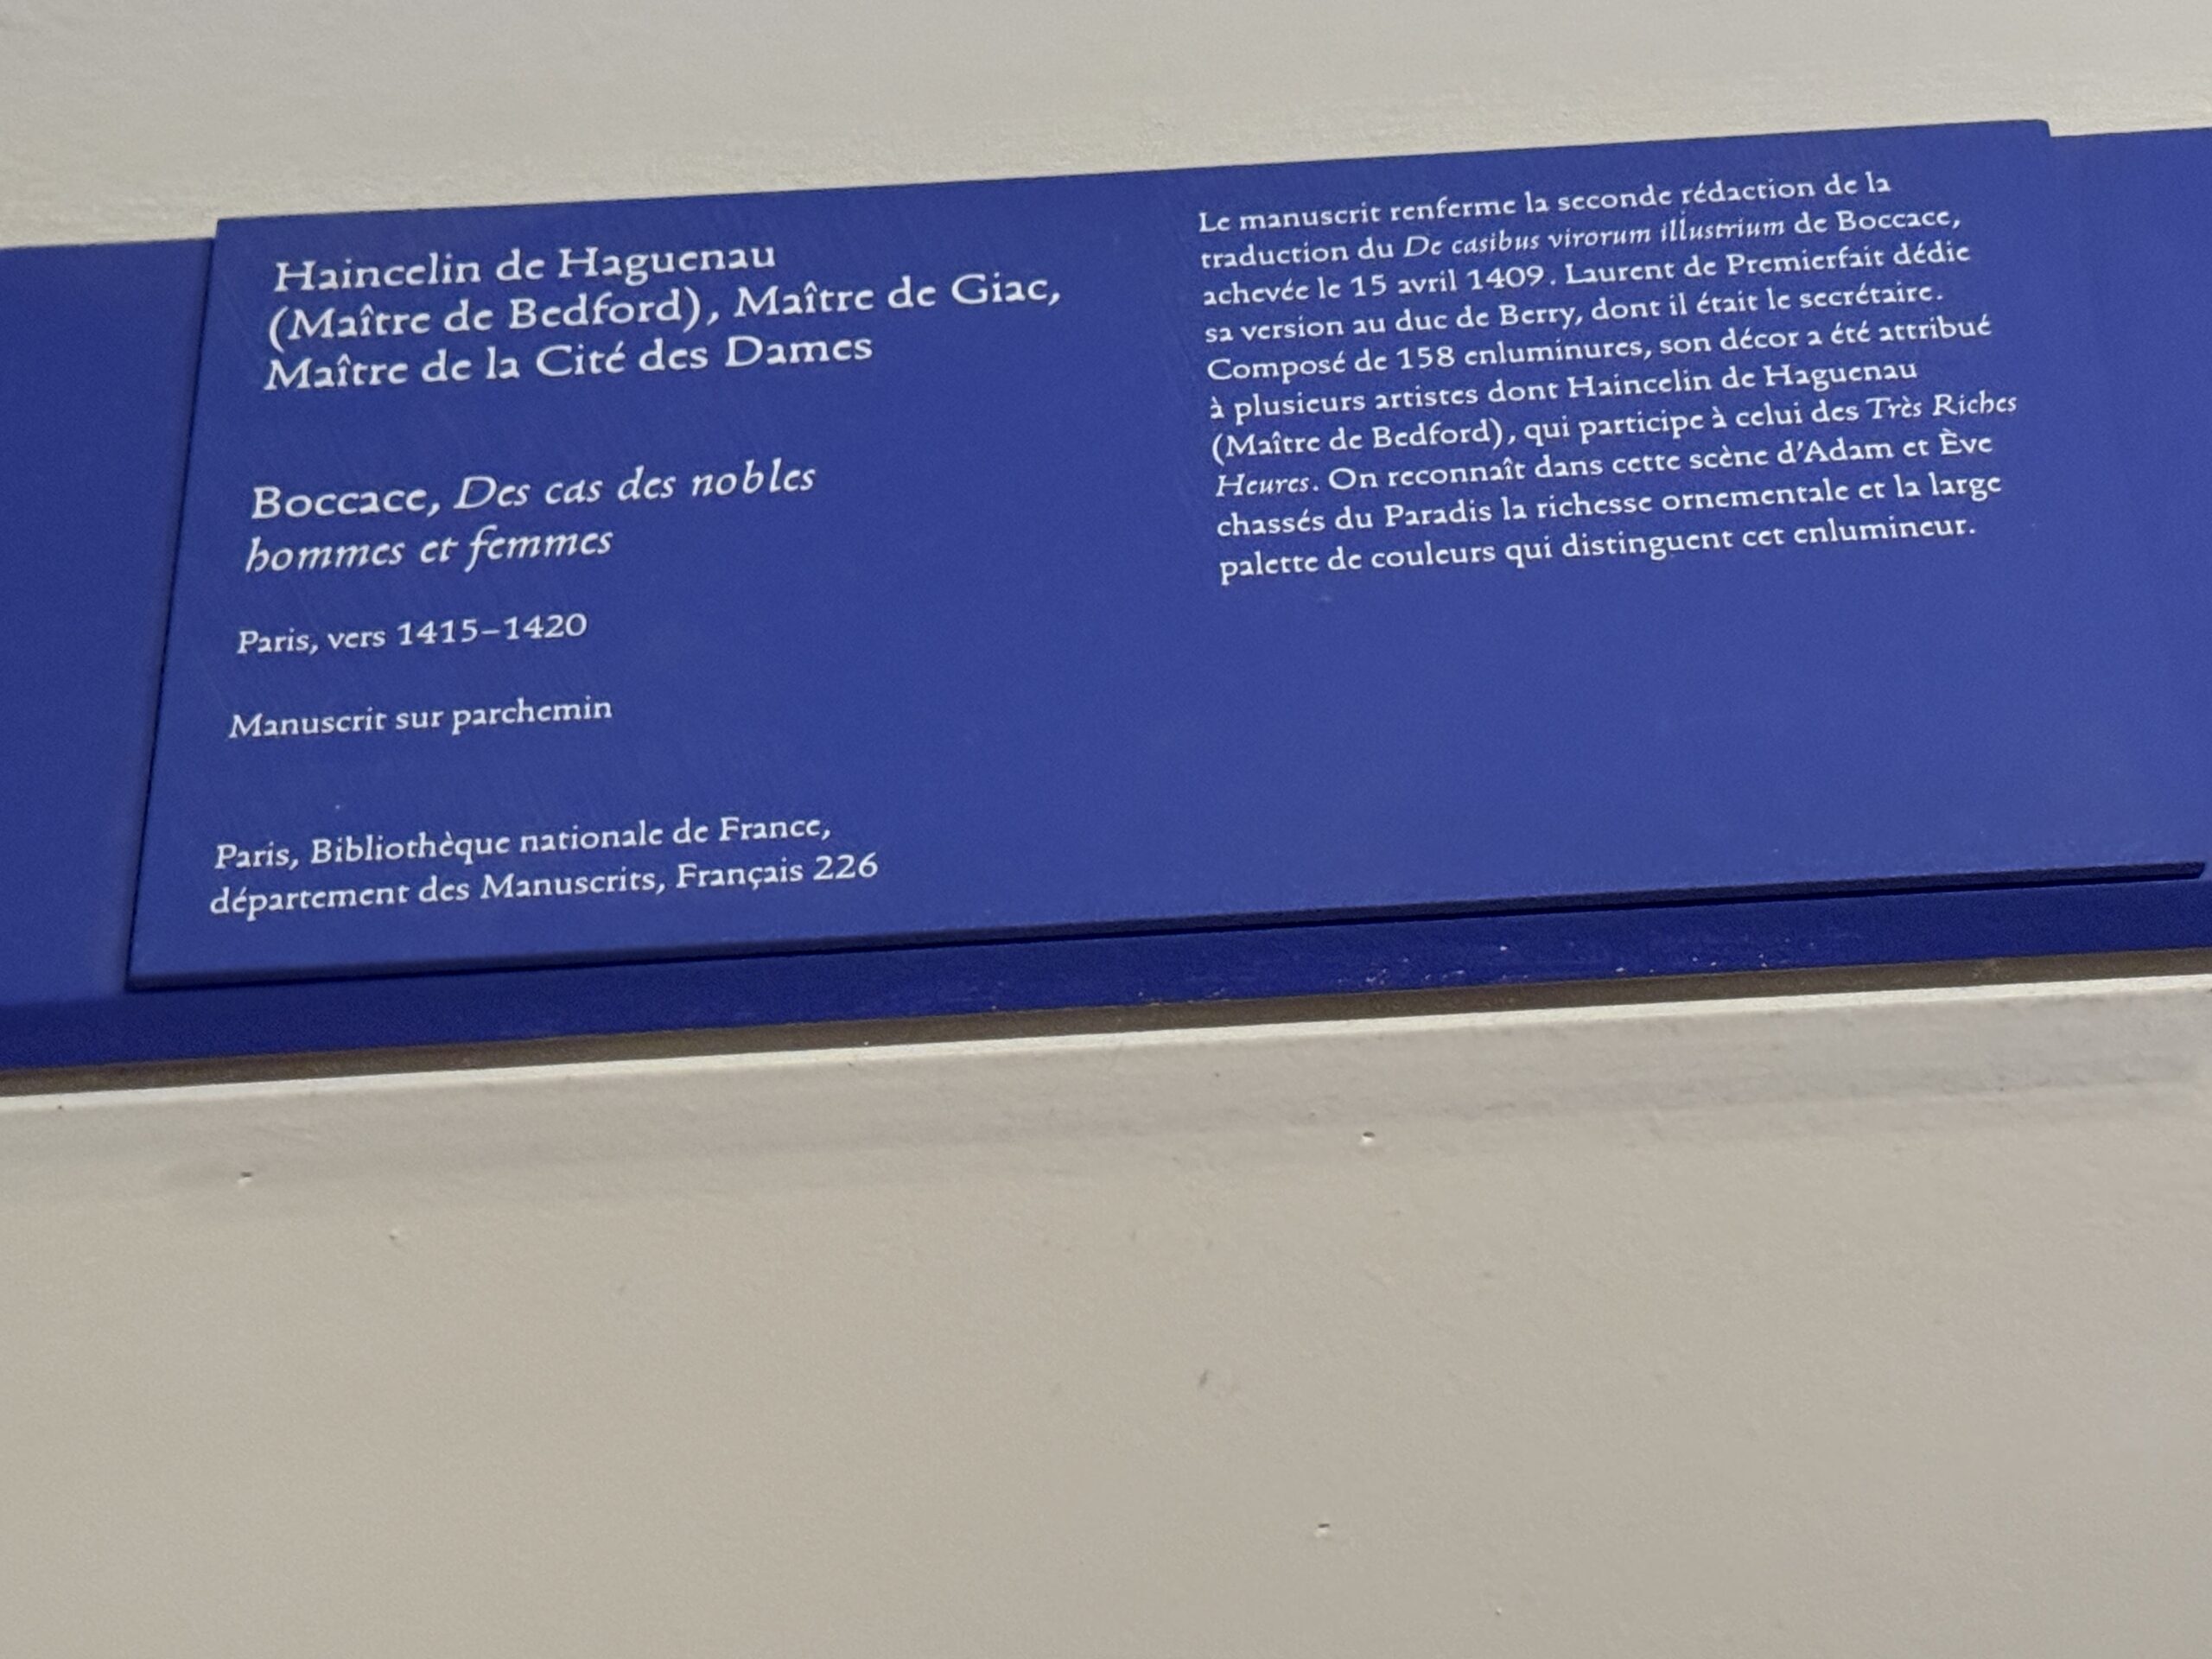 Haincelin de Haguenau
(Maître de Bedford), Maître de Giac,
Maître de la Cité des Dames
Boccace, Des cas des nobles
hommes et femmes
Paris, vers 1415–1420
Manuscrit sur parchemin
Paris, Bibliothèque nationale de France,
département des Manuscrits, Français 226
Le manuscrit renferme la seconde rédaction de la
traduction du De casibus virorum illustrium de Boccace,
achevée le 15 avril 1409. Laurent de Premierfait dédie
sa version au duc de Berry, dont il était le secrétaire.
Composé de 158 enluminures, son décor a été attribué
à plusieurs artistes dont Haincelin de Haguenau
(Maître de Bedford), qui participe à celui des Très Riches
Heures. On reconnaît dans cette scène d'Adam et Ève
chassés du Paradis la richesse ornementale et la large
palette de couleurs qui distinguent cet enlumineur.